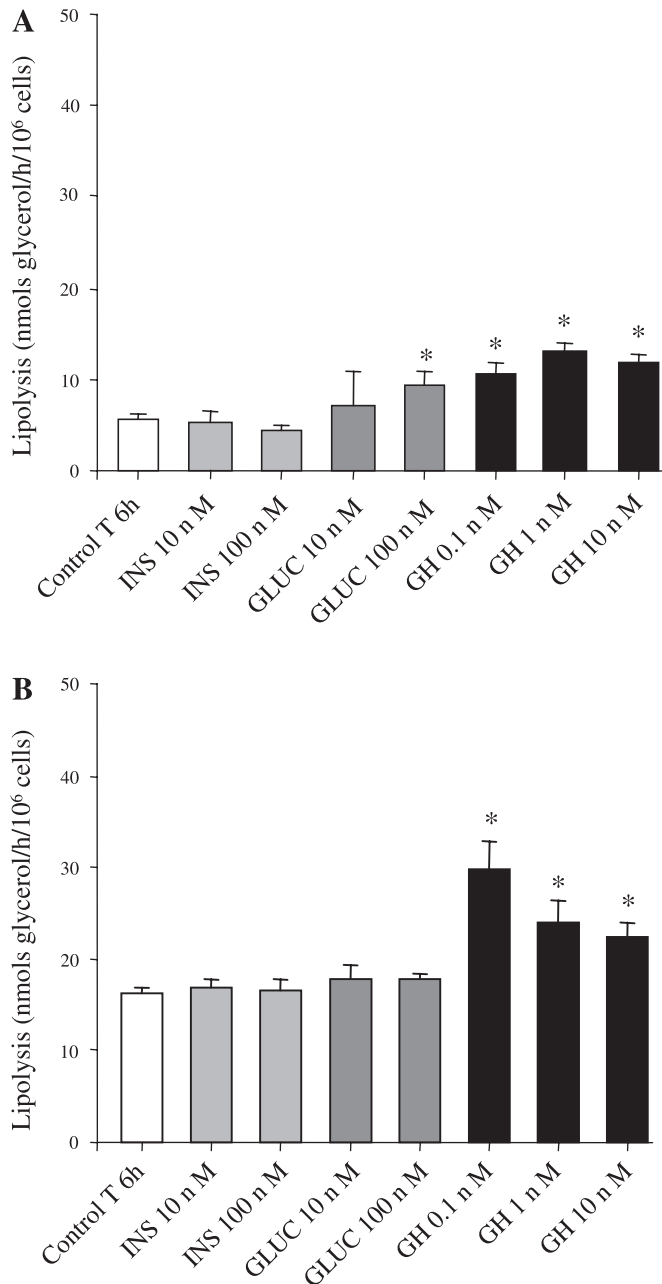 A
Lipolysis (nmols glycerol/h/10⁶ cells)
50
40
30
20
10
0
*
*
*
*
Control T 6h
INS 10 n M
INS 100 n M
GLUC 10 n M
GLUC 100 n M
GH 0.1 n M
GH 1 n M
GH 10 n M
B
Lipolysis (nmols glycerol/h/10⁶ cells)
50
40
30
20
10
0
*
*
*
Control T 6h
INS 10 n M
INS 100 n M
GLUC 10 n M
GLUC 100 n M
GH 0.1 n M
GH 1 n M
GH 10 n M